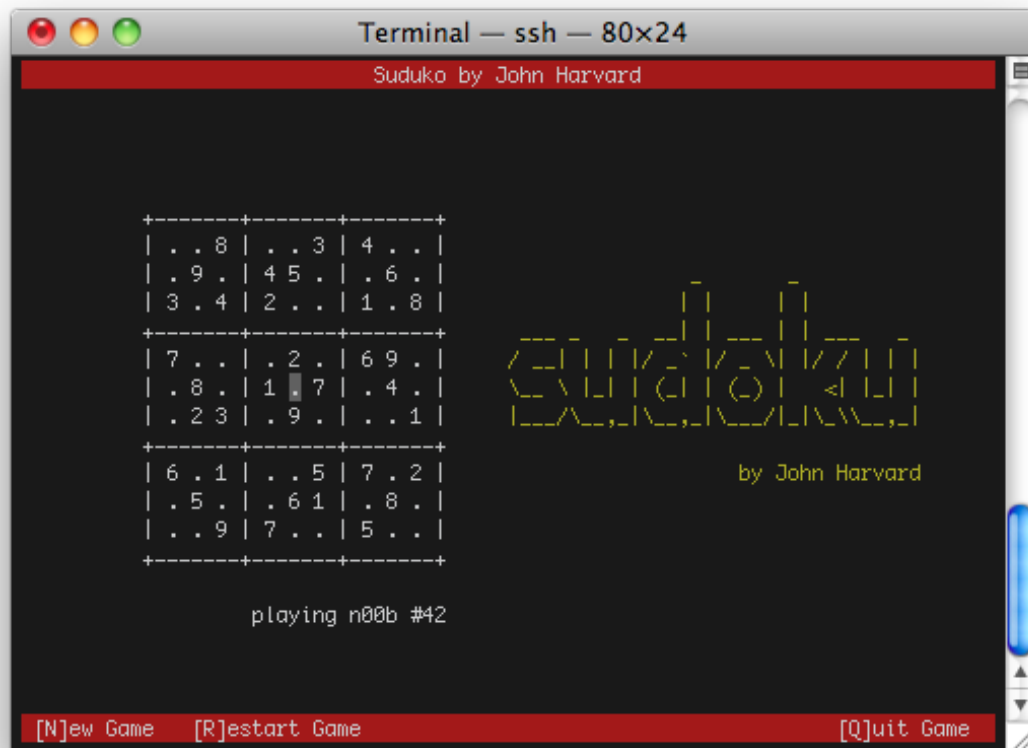 Terminal — ssh — 80×24
Suduko by John Harvard
+-------+-------+-------+
| . . 8 | . . 3 | 4 . . |
| . 9 . | 4 5 . | . 6 . |
| 3 . 4 | 2 . . | 1 . 8 |
+-------+-------+-------+
| 7 . . | . 2 . | 6 9 . |
| . 8 . | 1 . 7 | . 4 . |
| . 2 3 | . 9 . | . . 1 |
+-------+-------+-------+
| 6 . 1 | . . 5 | 7 . 2 |
| . 5 . | . 6 1 | . 8 . |
| . . 9 | 7 . . | 5 . . |
+-------+-------+-------+
sudoku
by John Harvard
playing n00b #42
[N]ew Game [R]estart Game [Q]uit Game